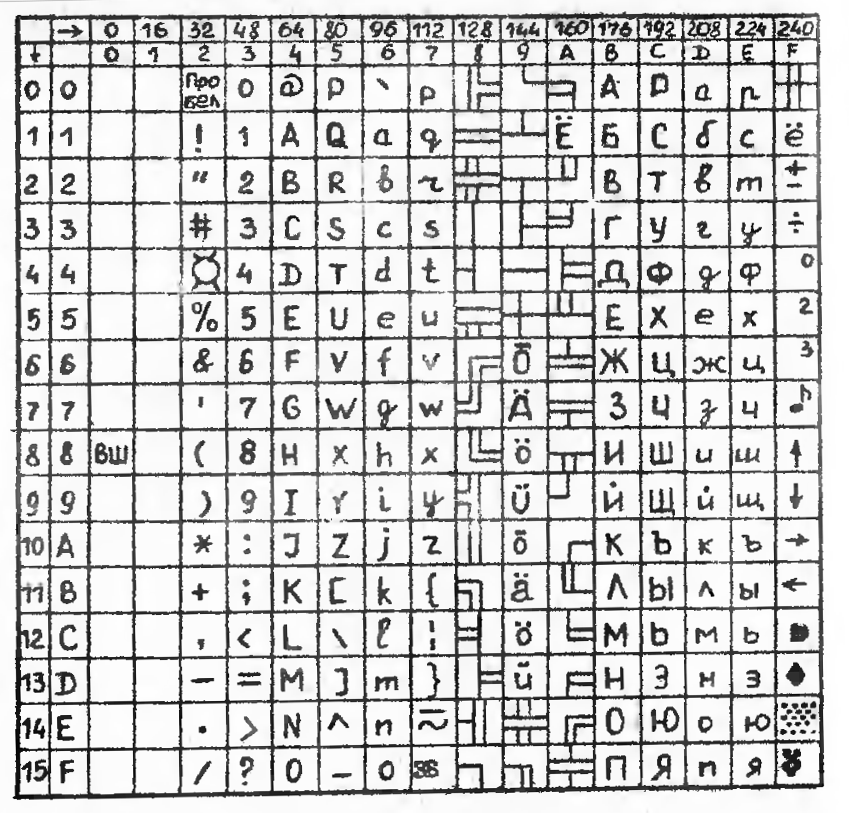 → 0 16 32 48 64 80 96 112 128 144 160 176 192 208 224 240
↓ 0 1 2 3 4 5 6 7 8 9 A B C D E F
0 0 Пробел 0 @ P ` p А Р а р
1 1 ! 1 A Q a q Ё Б С б с ё
2 2 " 2 B R b r В Т в т ±
3 3 # 3 C S c s Г У г у ÷
4 4 ¤ 4 D T d t Д Ф д ф °
5 5 % 5 E U e u Е Х е х ²
6 6 & 6 F V f v Õ Ж Ц ж ц ³
7 7 ' 7 G W g w Ä З Ч з ч ♪
8 8 ВШ ( 8 H X h x Ö И Ш и ш ↑
9 9 ) 9 I Y i y Ü Й Щ й щ ↓
10 A * : J Z j z õ К Ъ к ъ →
11 B + ; K [ k { ä Л Ы л ы ←
12 C , < L \ l ¦ ö М Ь м ь
13 D – = M ] m } ü Н Э н э ♦
14 E . > N ^ n ~ О Ю о ю
15 F / ? O _ o ЗБ П Я п я